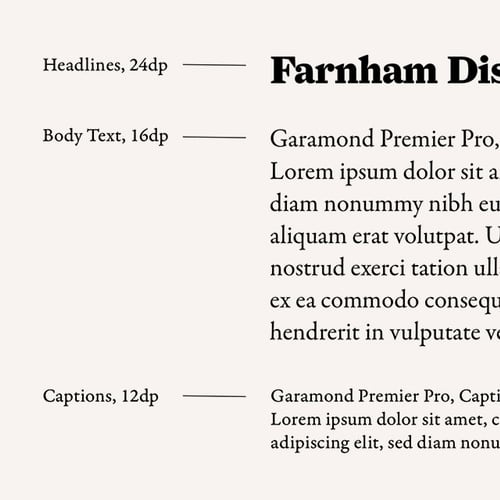 Headlines, 24dp
Farnham Dis
Body Text, 16dp
Garamond Premier Pro,
Lorem ipsum dolor sit a
diam nonummy nibh eu
aliquam erat volutpat. U
nostrud exerci tation ull
ex ea commodo consequ
hendrerit in vulputate ve
Captions, 12dp
Garamond Premier Pro, Capti
Lorem ipsum dolor sit amet, c
adipiscing elit, sed diam nonu